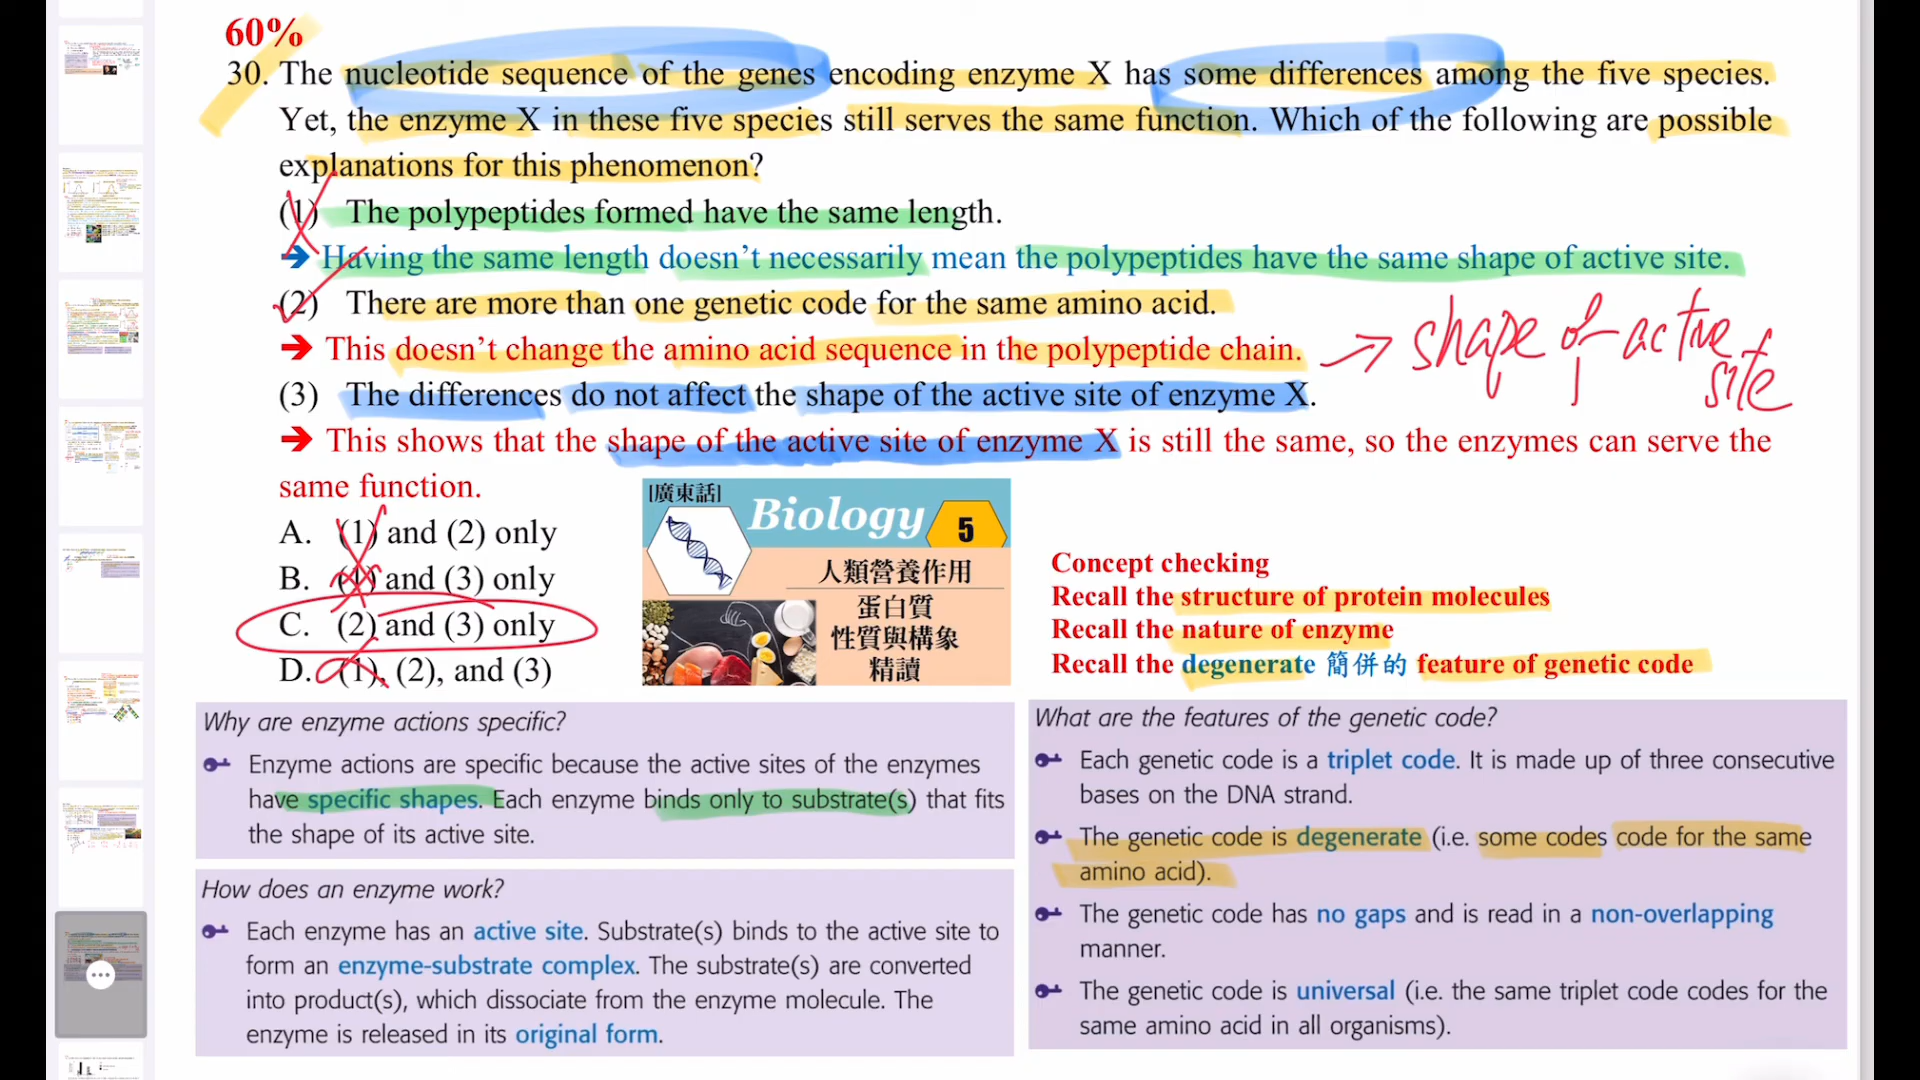 60%
30. The nucleotide sequence of the genes encoding enzyme X has some differences among the five species.
Yet, the enzyme X in these five species still serves the same function. Which of the following are possible
explanations for this phenomenon?
(1) The polypeptides formed have the same length.
➔ Having the same length doesn't necessarily mean the polypeptides have the same shape of active site.
(2) There are more than one genetic code for the same amino acid.
➔ This doesn't change the amino acid sequence in the polypeptide chain.
→ shape of active site
(3) The differences do not affect the shape of the active site of enzyme X.
➔ This shows that the shape of the active site of enzyme X is still the same, so the enzymes can serve the
same function.
A. (1) and (2) only
B. (1) and (3) only
C. (2) and (3) only
D. (1), (2), and (3)
[廣東話]
Biology 5
人類營養作用
蛋白質
性質與構象
精讀
Concept checking
Recall the structure of protein molecules
Recall the nature of enzyme
Recall the degenerate 簡併的 feature of genetic code
Why are enzyme actions specific?
Enzyme actions are specific because the active sites of the enzymes
have specific shapes. Each enzyme binds only to substrate(s) that fits
the shape of its active site.
How does an enzyme work?
Each enzyme has an active site. Substrate(s) binds to the active site to
form an enzyme-substrate complex. The substrate(s) are converted
into product(s), which dissociate from the enzyme molecule. The
enzyme is released in its original form.
What are the features of the genetic code?
Each genetic code is a triplet code. It is made up of three consecutive
bases on the DNA strand.
The genetic code is degenerate (i.e. some codes code for the same
amino acid).
The genetic code has no gaps and is read in a non-overlapping
manner.
The genetic code is universal (i.e. the same triplet code codes for the
same amino acid in all organisms).